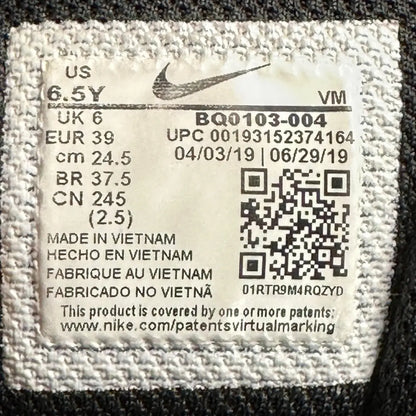 US
6.5Y VM
UK 6 BQ0103-004
EUR 39 UPC 00193152374164
cm 24.5 04/03/19 | 06/29/19
BR 37.5
CN 245
(2.5)
MADE IN VIETNAM
HECHO EN VIETNAM
FABRIQUE AU VIETNAM
FABRICADO NO VIETNÃ 01RTR9M4RQZYD
This product is covered by one or more patents:
www.nike.com/patentsvirtualmarking